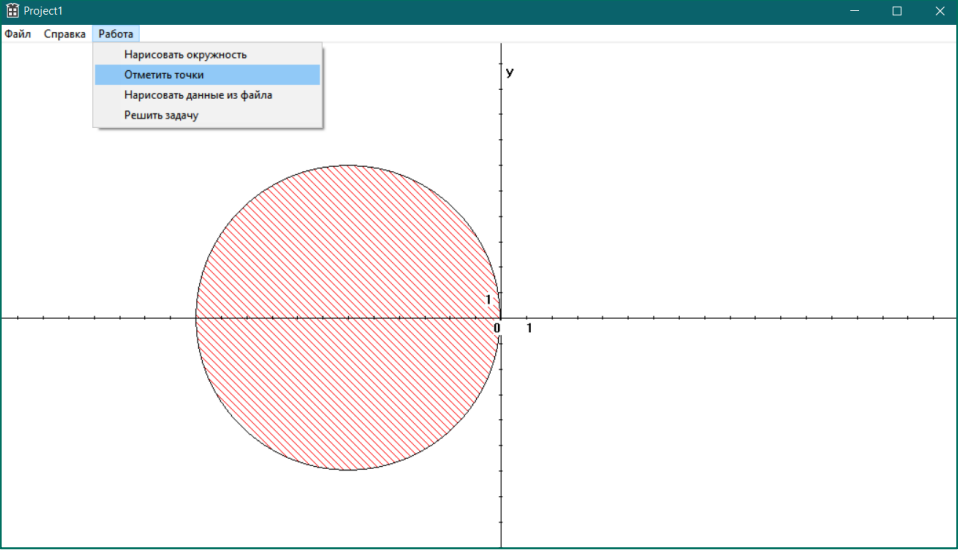 Project1
Файл Справка Работа
Нарисовать окружность
Отметить точки
Нарисовать данные из файла
Решить задачу
У
1
0 1